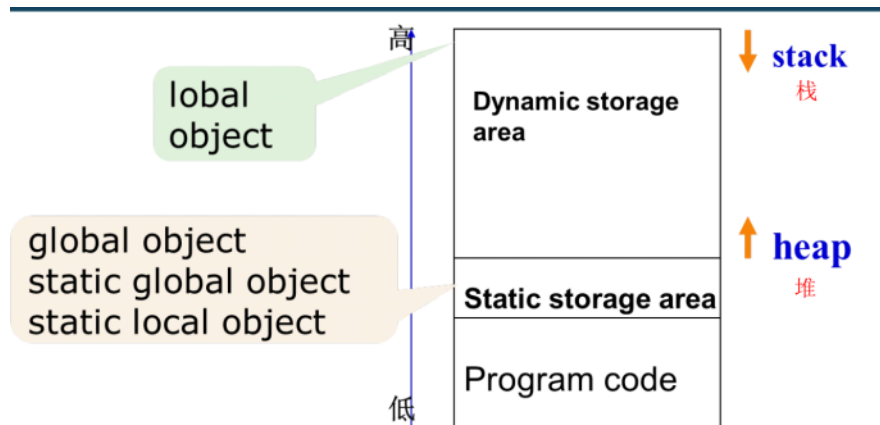 高
lobal
object
Dynamic storage
area
stack
栈
global object
static global object
static local object
heap
堆
Static storage area
Program code
低